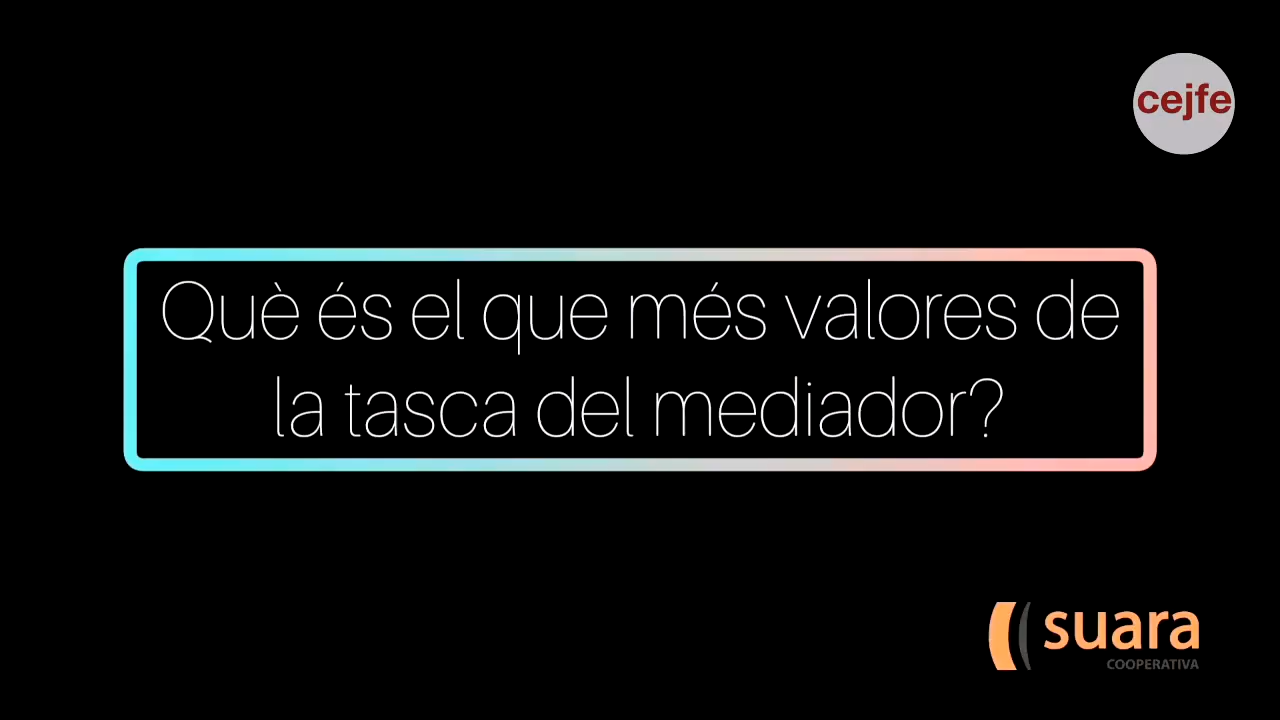 cejfe
Què és el que més valores de
la tasca del mediador?
suara
COOPERATIVA